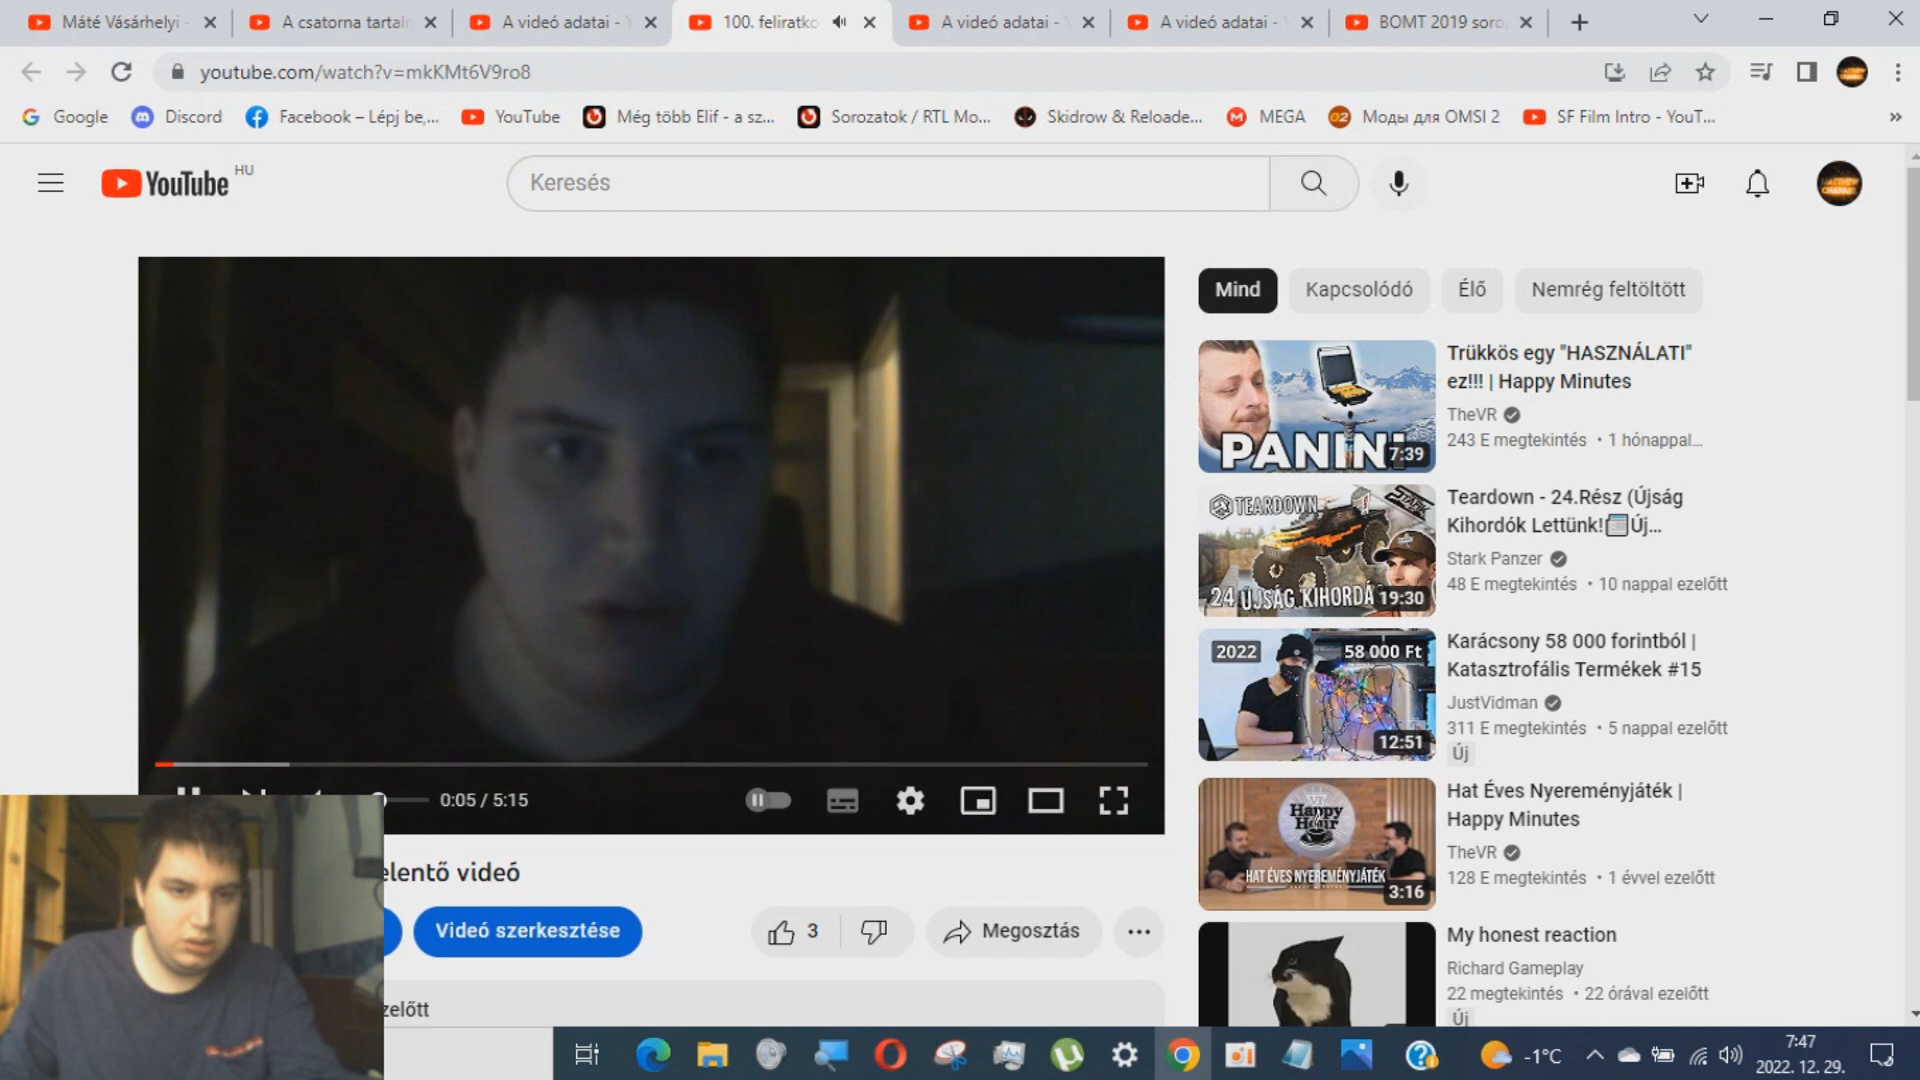 Máté Vásárhelyi -
A csatorna tartaln
A videó adatai - Y
100. feliratko
A videó adatai - Y
A videó adatai - Y
BOMT 2019 soro
youtube.com/watch?v=mkKMt6V9ro8
Google
Discord
Facebook – Lépj be,...
YouTube
Még több Elif - a sz...
Sorozatok / RTL Mo...
Skidrow & Reloade...
MEGA
Моды для OMSI 2
SF Film Intro - YouT...
YouTube HU
Keresés
Mind
Kapcsolódó
Élő
Nemrég feltöltött
PANINI
7:39
Trükkös egy "HASZNÁLATI"
ez!!! | Happy Minutes
TheVR
243 E megtekintés • 1 hónappal...
TEARDOWN
STARK
24 ÚJSÁG KIHORDÁ
19:30
Teardown - 24.Rész (Újság
Kihordók Lettünk!📰Új...
Stark Panzer
48 E megtekintés • 10 nappal ezelőtt
2022
58 000 Ft
12:51
Karácsony 58 000 forintból |
Katasztrofális Termékek #15
JustVidman
311 E megtekintés • 5 nappal ezelőtt
Új
Happy
Hour
HAT ÉVES NYEREMÉNYJÁTÉK
3:16
Hat Éves Nyereményjáték |
Happy Minutes
TheVR
128 E megtekintés • 1 évvel ezelőtt
My honest reaction
Richard Gameplay
22 megtekintés • 22 órával ezelőtt
Új
0:05 / 5:15
elentő videó
Videó szerkesztése
3
Megosztás
zelőtt
-1°C
7:47
2022. 12. 29.